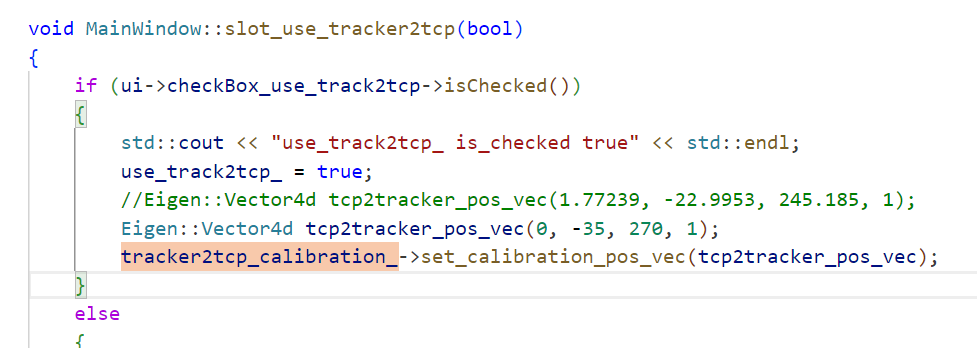 void MainWindow::slot_use_tracker2tcp(bool)
{
    if (ui->checkBox_use_track2tcp->isChecked())
    {
        std::cout << "use_track2tcp_ is_checked true" << std::endl;
        use_track2tcp_ = true;
        //Eigen::Vector4d tcp2tracker_pos_vec(1.77239, -22.9953, 245.185, 1);
        Eigen::Vector4d tcp2tracker_pos_vec(0, -35, 270, 1);
        tracker2tcp_calibration_->set_calibration_pos_vec(tcp2tracker_pos_vec);
    }
    else
    {